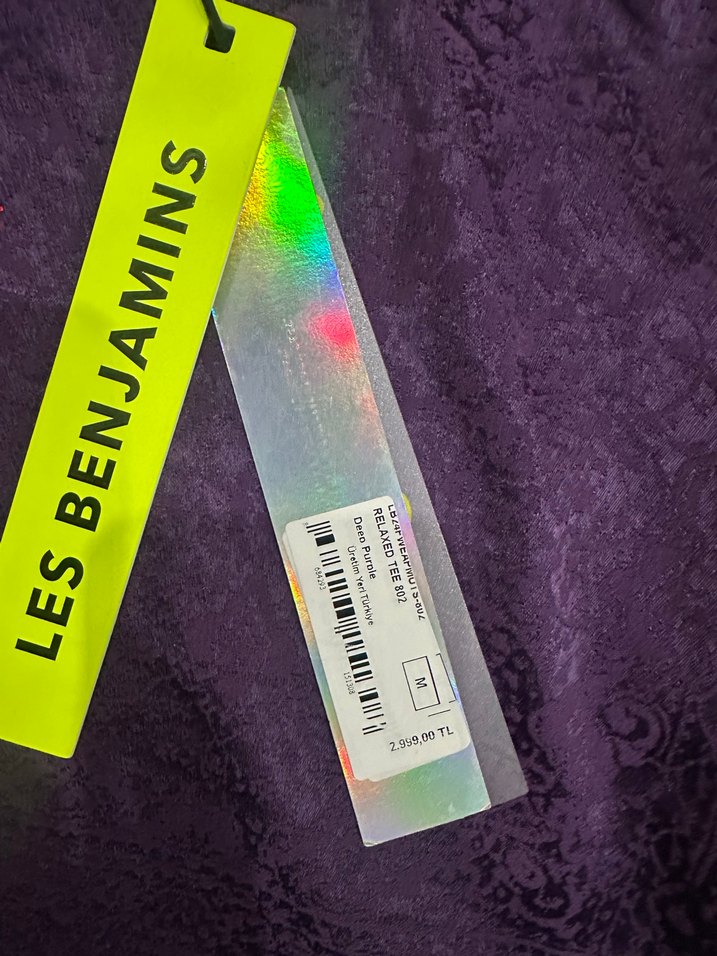 LES BENJAMINS
RELAXED TEE 802
Deep Purple
Üretim Yeri Türkiye
M
2.999,00 TL